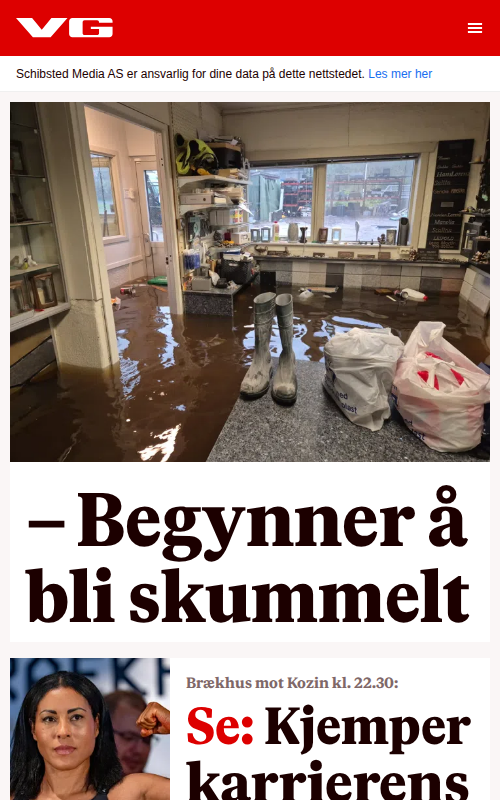 VG
Schibsted Media AS er ansvarlig for dine data på dette nettstedet. Les mer her
– Begynner å
bli skummelt
Brækhus mot Kozin kl. 22.30:
Se: Kjemper
karrierens